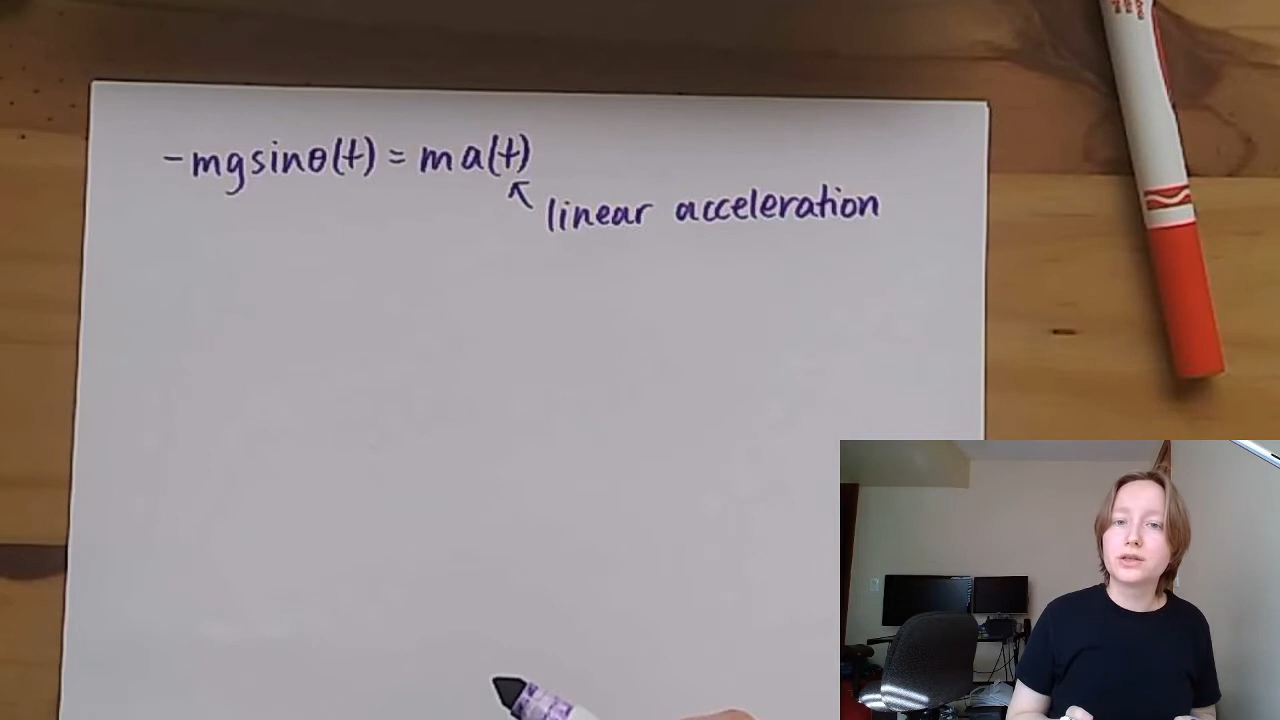 -mgsinθ(t) = ma(t)
↖ linear acceleration